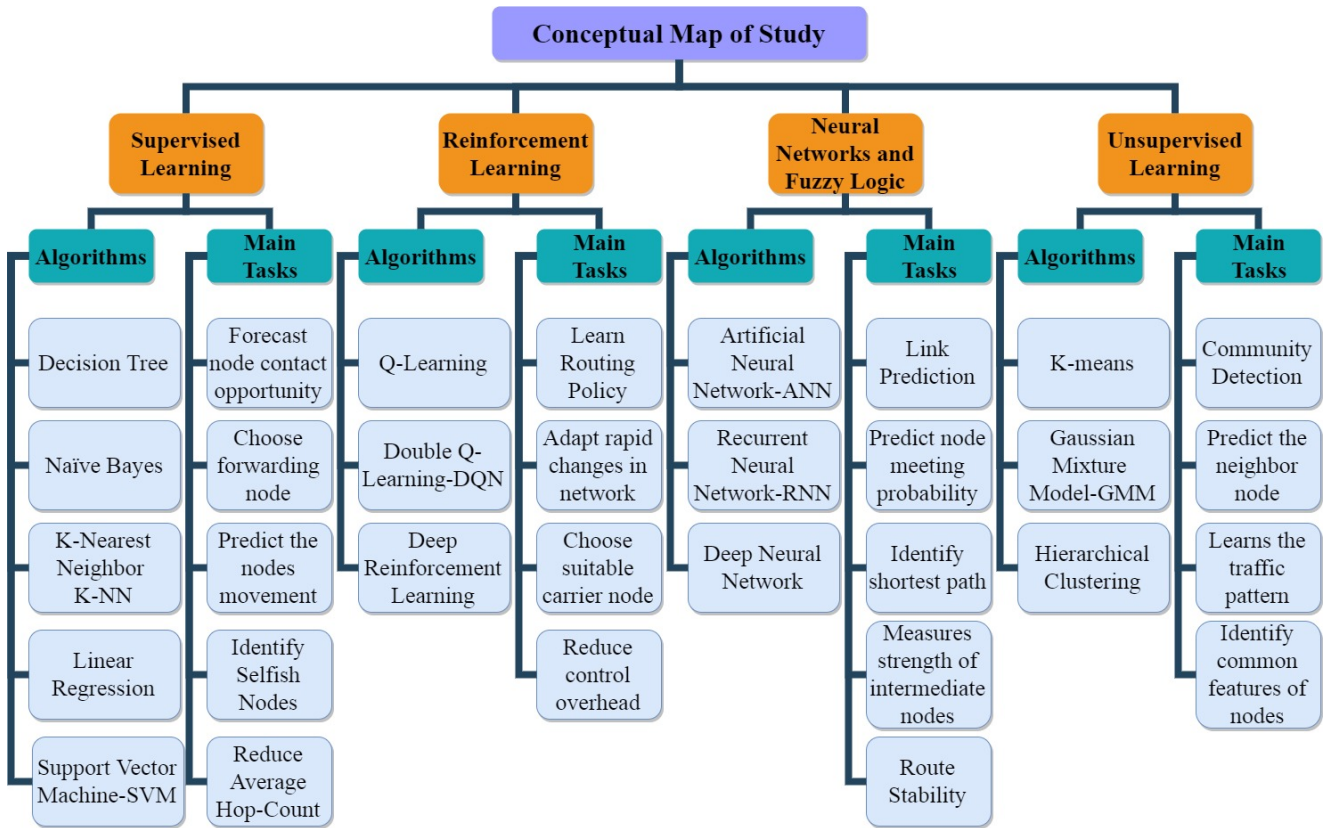 Conceptual Map of Study
Supervised
Learning
Algorithms
Decision Tree
Naïve Bayes
K-Nearest
Neighbor
K-NN
Linear
Regression
Support Vector
Machine-SVM
Main
Tasks
Forecast
node contact
opportunity
Choose
forwarding
node
Predict the
nodes
movement
Identify
Selfish
Nodes
Reduce
Average
Hop-Count
Reinforcement
Learning
Algorithms
Q-Learning
Double Q-
Learning-DQN
Deep
Reinforcement
Learning
Main
Tasks
Learn
Routing
Policy
Adapt rapid
changes in
network
Choose
suitable
carrier node
Reduce
control
overhead
Neural
Networks and
Fuzzy Logic
Algorithms
Artificial
Neural
Network-ANN
Recurrent
Neural
Network-RNN
Deep Neural
Network
Main
Tasks
Link
Prediction
Predict node
meeting
probability
Identify
shortest path
Measures
strength of
intermediate
nodes
Route
Stability
Unsupervised
Learning
Algorithms
K-means
Gaussian
Mixture
Model-GMM
Hierarchical
Clustering
Main
Tasks
Community
Detection
Predict the
neighbor
node
Learns the
traffic
pattern
Identify
common
features of
nodes